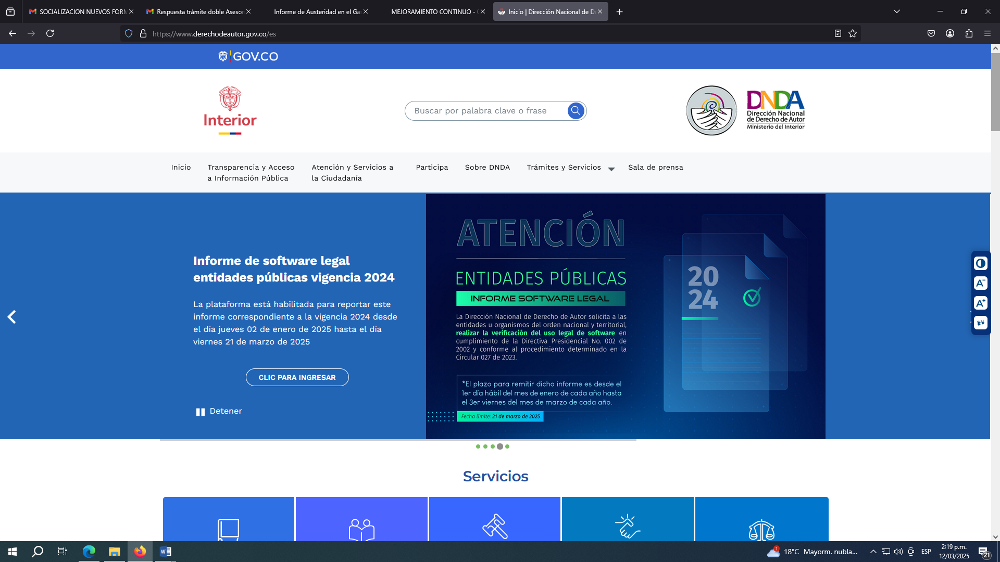 SOCIALIZACION NUEVOS FORM
Respuesta trámite doble Asesor
Informe de Austeridad en el Ga
MEJORAMIENTO CONTINUO -
Inicio | Dirección Nacional de D
https://www.derechodeautor.gov.co/es
GOV.CO
Interior
Buscar por palabra clave o frase
DNDA
Dirección Nacional
de Derecho de Autor
Ministerio del Interior
Inicio
Transparencia y Acceso
a Información Pública
Atención y Servicios a
la Ciudadanía
Participa
Sobre DNDA
Trámites y Servicios
Sala de prensa
Informe de software legal
entidades públicas vigencia 2024
La plataforma está habilitada para reportar este
informe correspondiente a la vigencia 2024 desde
el día jueves 02 de enero de 2025 hasta el día
viernes 21 de marzo de 2025
CLIC PARA INGRESAR
Detener
ATENCIÓN
ENTIDADES PÚBLICAS
INFORME SOFTWARE LEGAL
La Dirección Nacional de Derecho de Autor solicita a las
entidades u organismos del orden nacional y territorial,
realizar la verificación del uso legal de software en
cumplimiento de la Directiva Presidencial No. 002 de
2002 y conforme al procedimiento determinado en la
Circular 027 de 2023.
*El plazo para remitir dicho informe es desde el
1er día hábil del mes de enero de cada año hasta
el 3er viernes del mes de marzo de cada año.
Fecha límite: 21 de marzo de 2025
20
24
A-
A+
Servicios
1
18°C Mayorm. nubla...
ESP
2:19 p.m.
12/03/2025
21